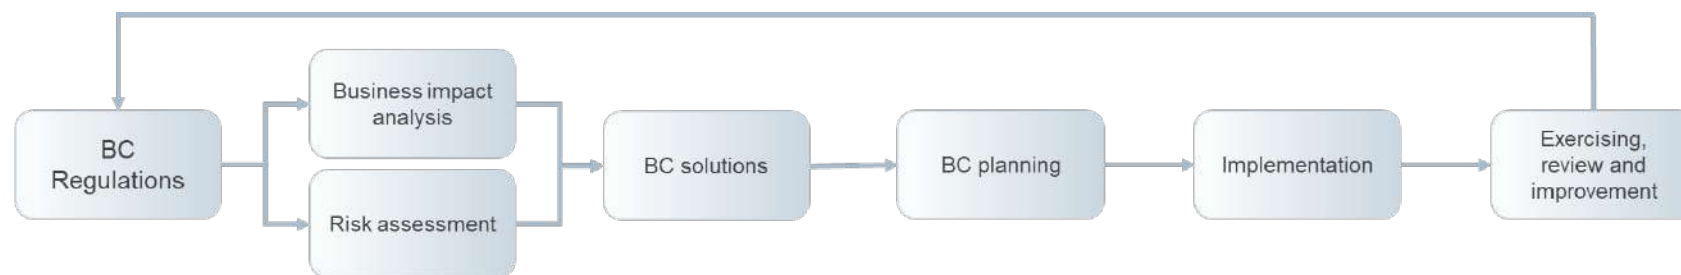 BC
Regulations
Business impact
analysis
Risk assessment
BC solutions
BC planning
Implementation
Exercising,
review and
improvement